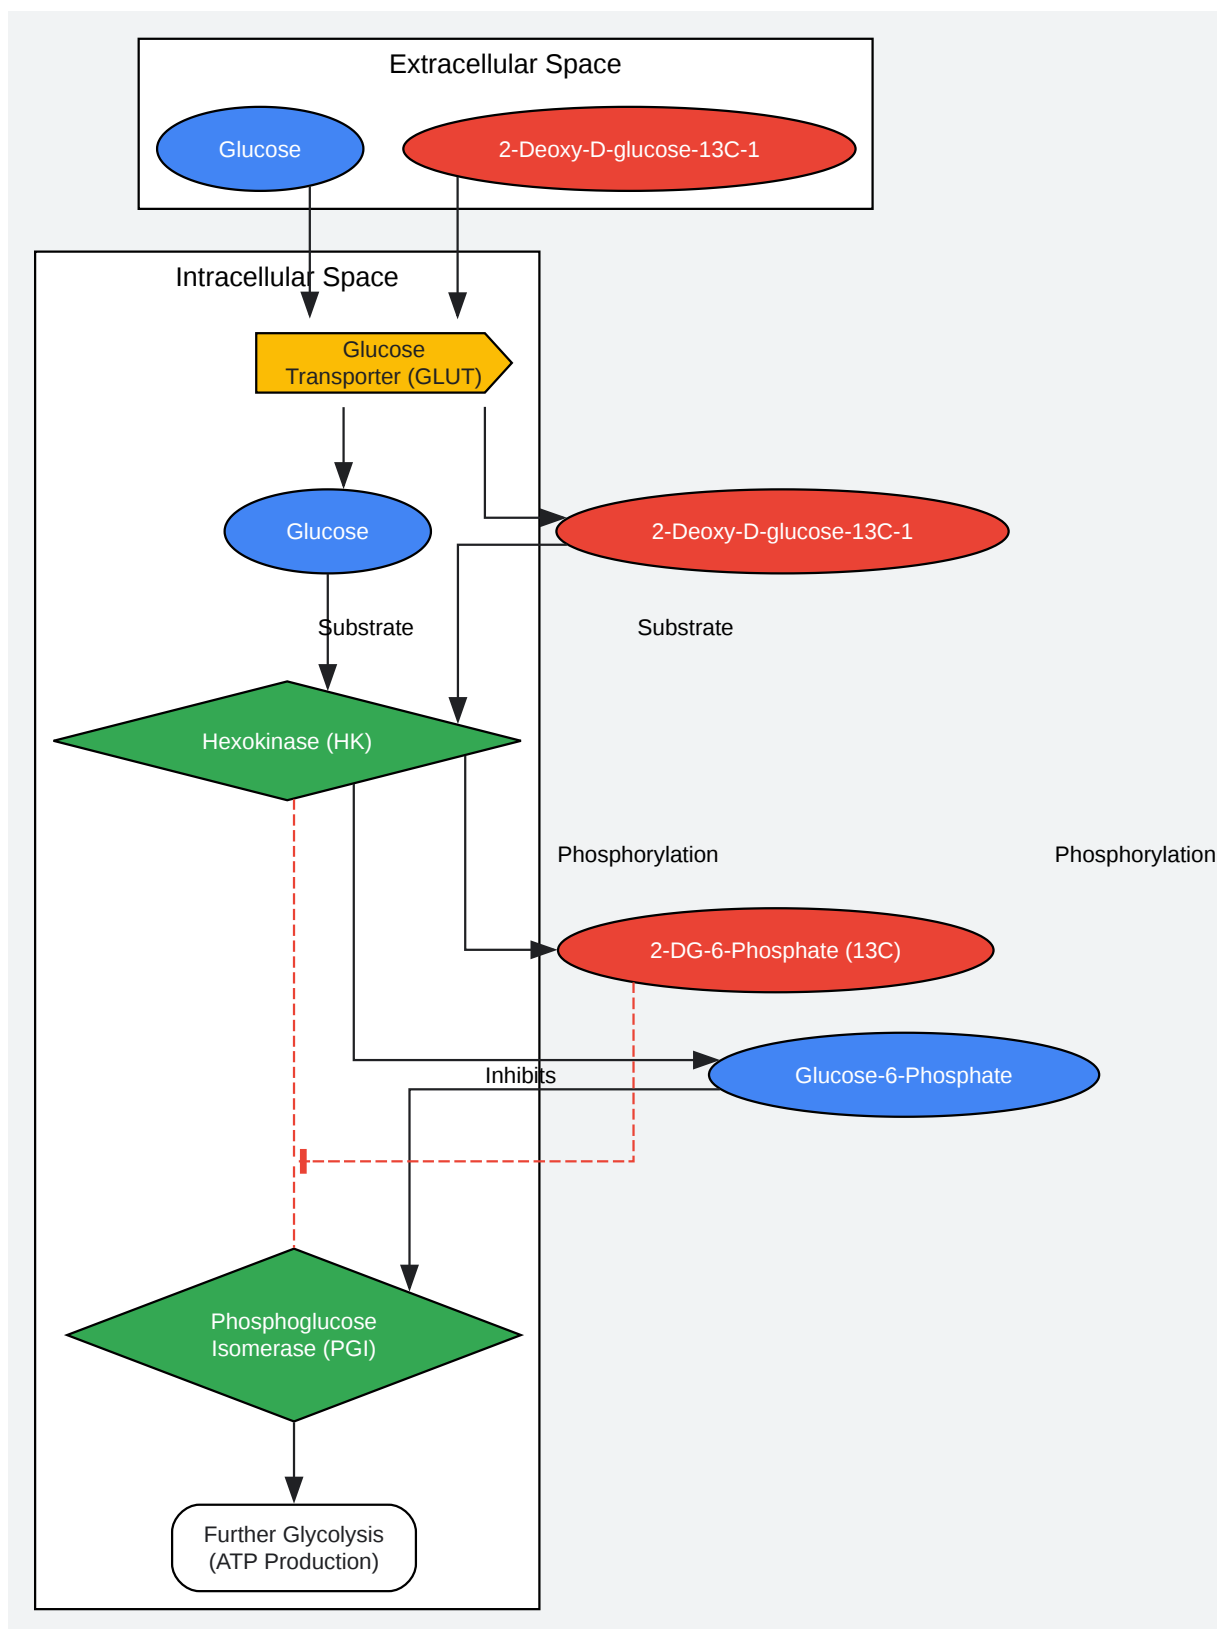 Extracellular Space
Glucose
2-Deoxy-D-glucose-13C-1
Intracellular Space
Glucose
Transporter (GLUT)
Glucose
2-Deoxy-D-glucose-13C-1
Substrate
Substrate
Hexokinase (HK)
Phosphorylation
Phosphorylation
2-DG-6-Phosphate (13C)
Glucose-6-Phosphate
Inhibits
Phosphoglucose
Isomerase (PGI)
Further Glycolysis
(ATP Production)